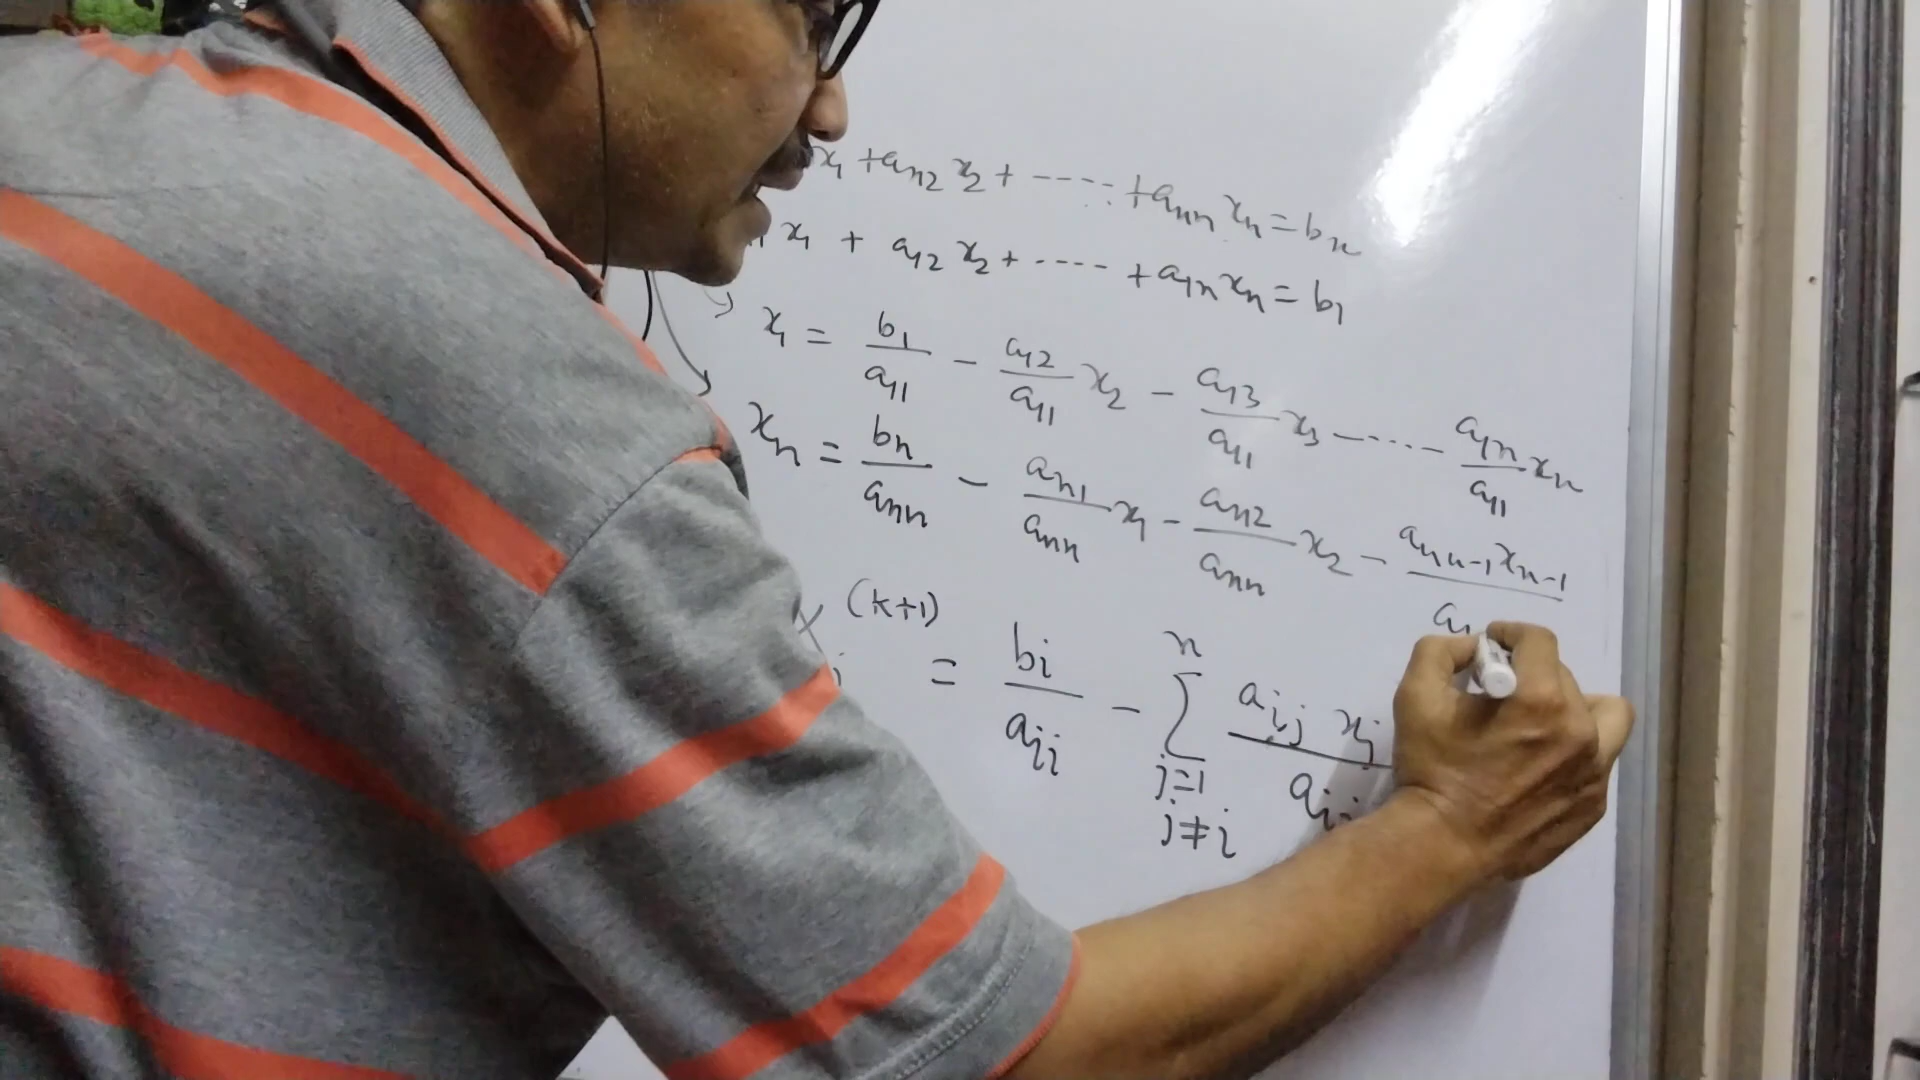 x₁ + aₙ₂ x₂ + ----- + aₙₙ xₙ = bₙ
x₁ + a₁₂ x₂ + ---- + a₁ₙ xₙ = b₁
x₁ = b₁/a₁₁ - a₁₂/a₁₁ x₂ - a₁₃/a₁₁ x₃ - ---- - a₁ₙ/a₁₁ xₙ
xₙ = bₙ/aₙₙ - aₙ₁/aₙₙ x₁ - aₙ₂/aₙₙ x₂ - aₙₙ₋₁ xₙ₋₁/a
xᵢ^(k+1) = bᵢ/aᵢᵢ - Σ_{j=1, j≠i}^{n} aᵢⱼ xⱼ/aᵢᵢ